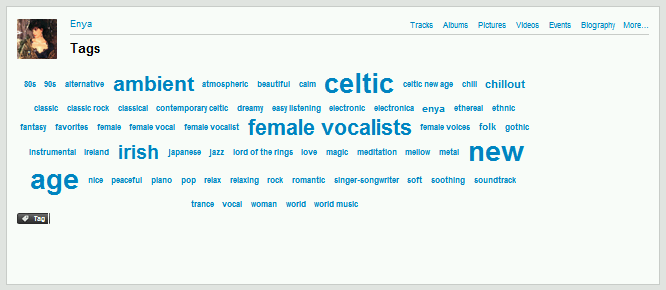 Enya
Tracks Albums Pictures Videos Events Biography More...
Tags
80s 90s alternative ambient atmospheric beautiful calm celtic celtic new age chill chillout
classic classic rock classical contemporary celtic dreamy easy listening electronic electronica enya ethereal ethnic
fantasy favorites female female vocal female vocalist female vocalists female voices folk gothic
instrumental ireland irish japanese jazz lord of the rings love magic meditation mellow metal new
age nice peaceful piano pop relax relaxing rock romantic singer-songwriter soft soothing soundtrack
trance vocal woman world world music
Tag